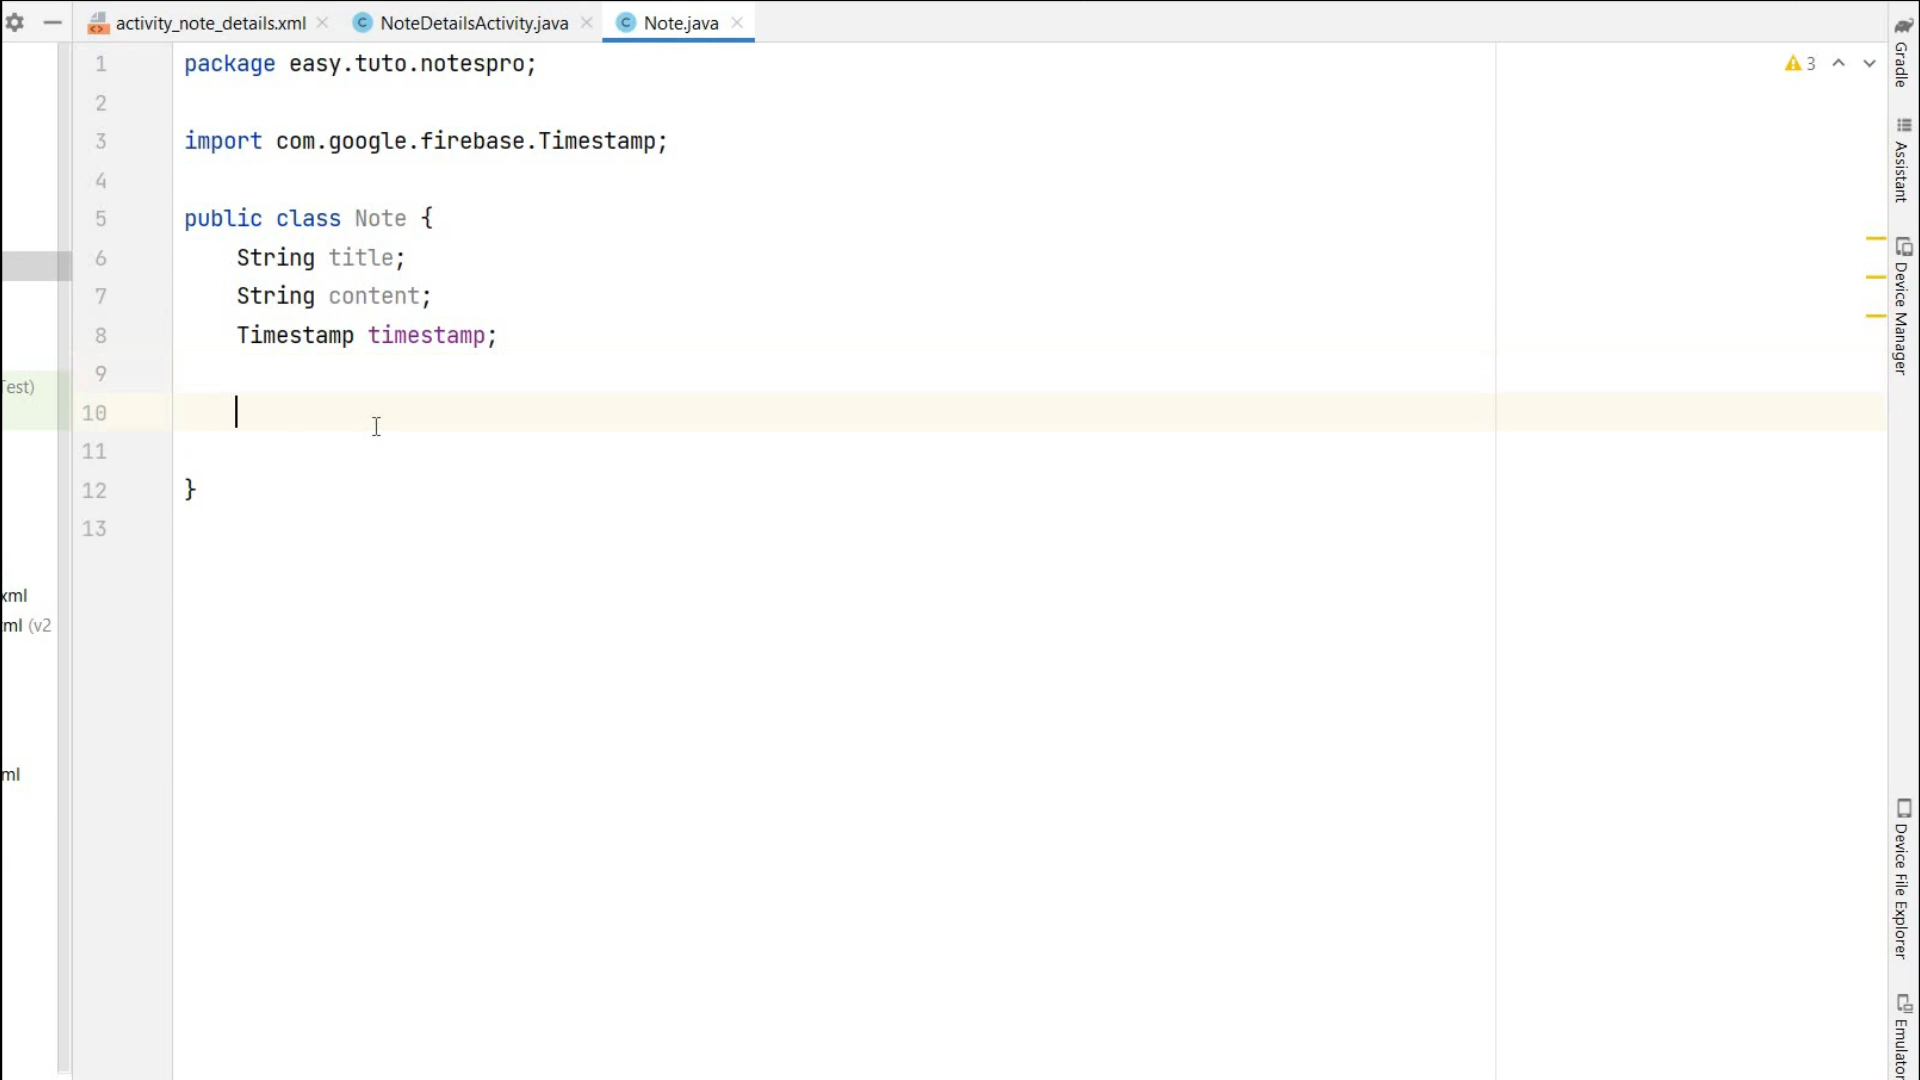 activity_note_details.xml
NoteDetailsActivity.java
Note.java
1 package easy.tuto.notespro;
2
3 import com.google.firebase.Timestamp;
4
5 public class Note {
6 String title;
7 String content;
8 Timestamp timestamp;
9
10
11
12 }
13
3
Test)
xml
ml (v2
ml
Gradle
Assistant
Device Manager
Device File Explorer
Emulator